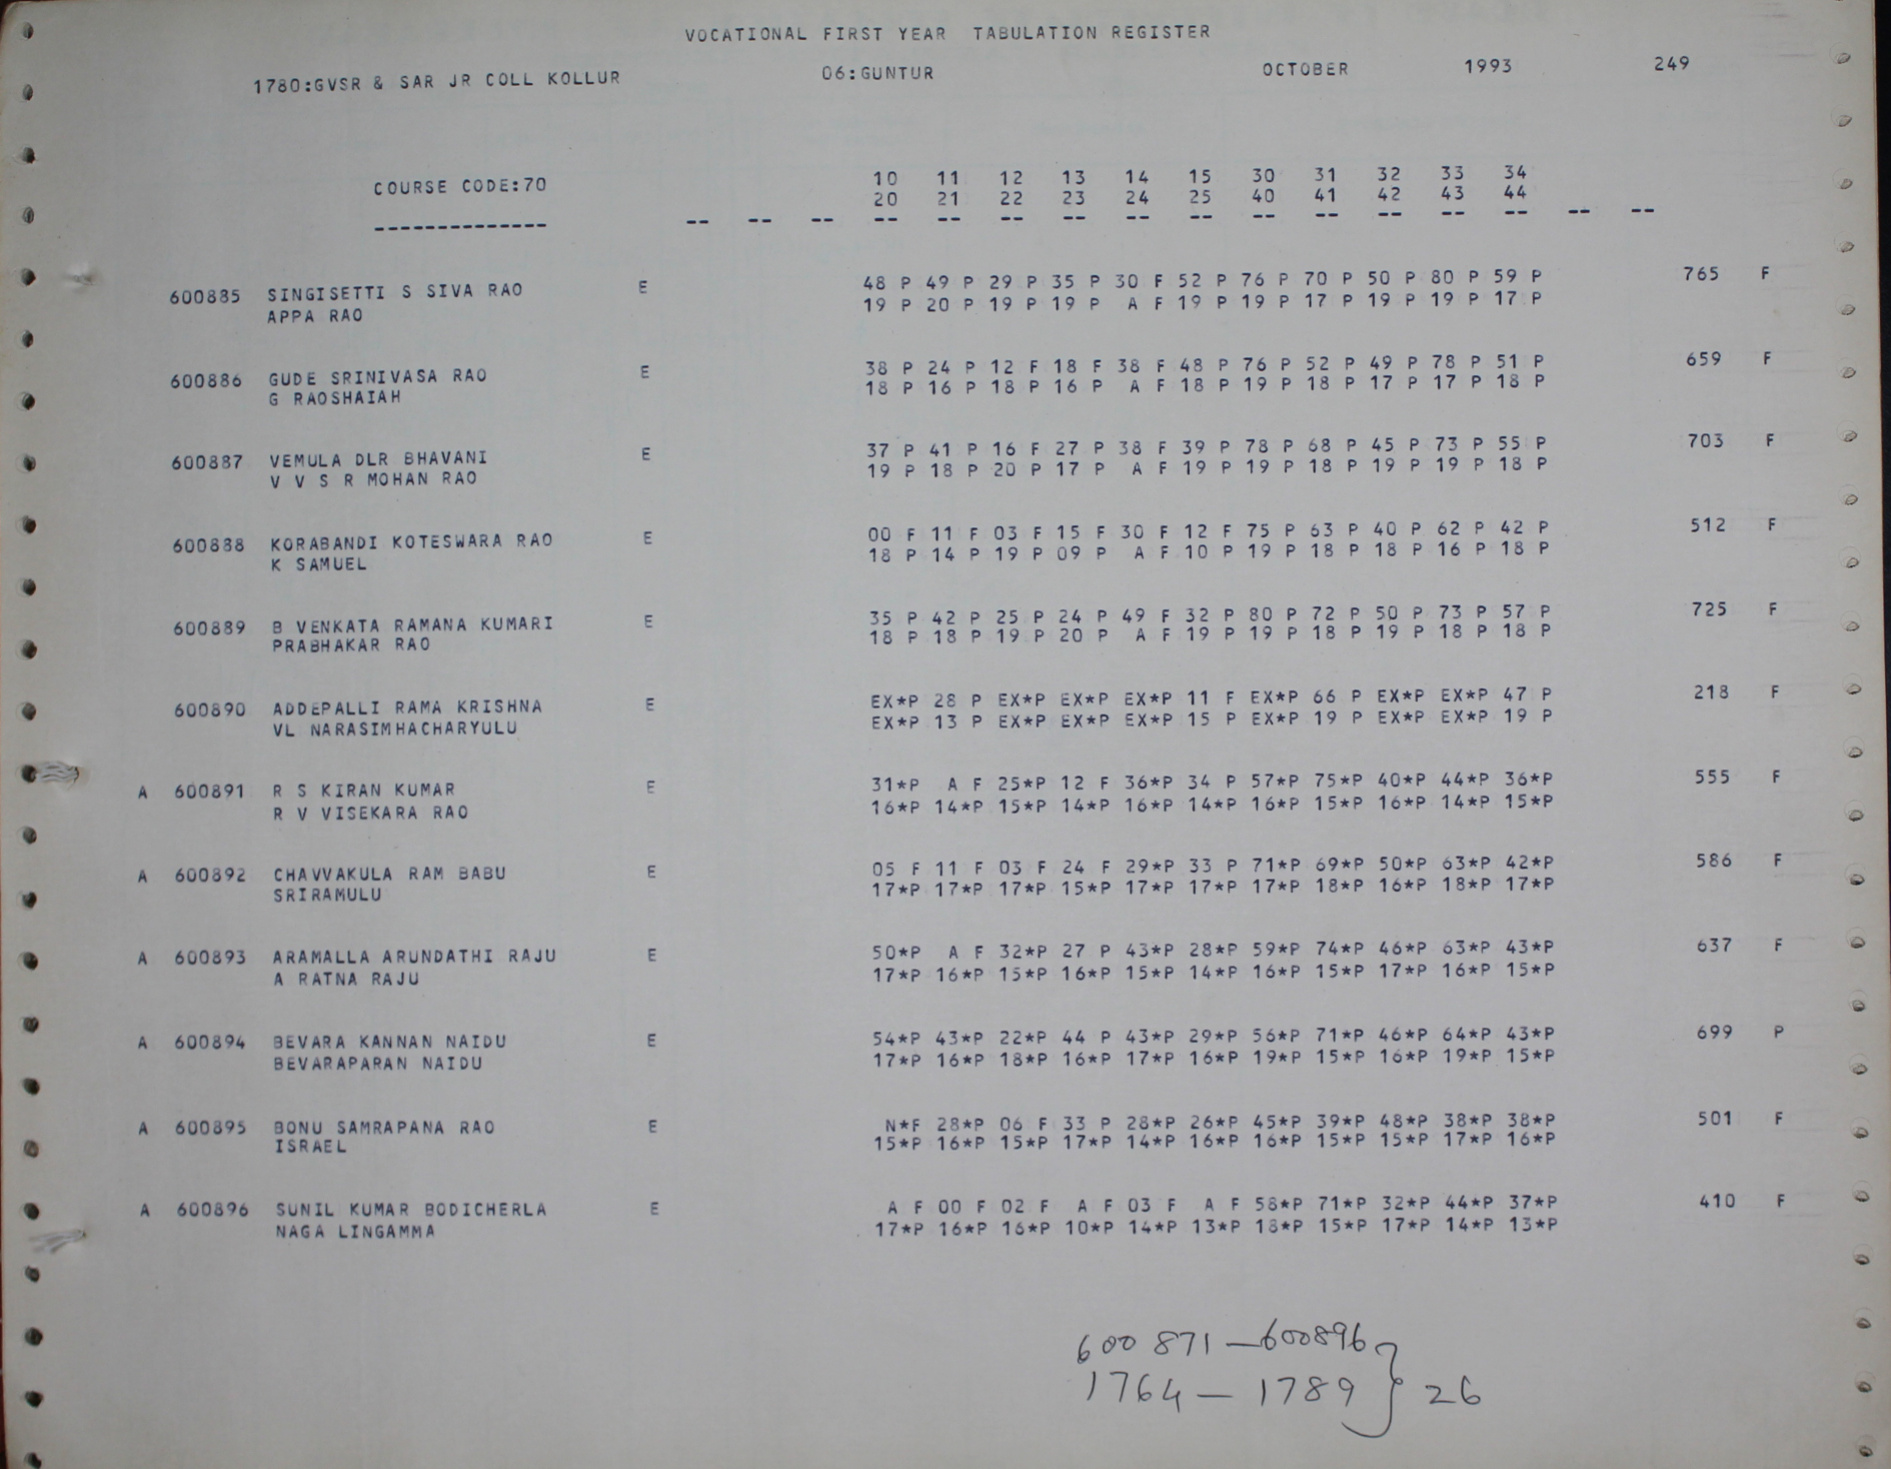 VOCATIONAL FIRST YEAR TABULATION REGISTER
1780:GVSR & SAR JR COLL KOLLUR 06:GUNTUR OCTOBER 1993 249
10 11 12 13 14 15 30 31 32 33 34
COURSE CODE:70 20 21 22 23 24 25 40 41 42 43 44
-------------- -- -- -- -- -- -- -- -- -- -- -- -- -- -- -- --
48 P 49 P 29 P 35 P 30 F 52 P 76 P 70 P 50 P 80 P 59 P 765 F
600885 SINGISETTI S SIVA RAO E 19 P 20 P 19 P 19 P A F 19 P 19 P 17 P 19 P 19 P 17 P
APPA RAO
38 P 24 P 12 F 18 F 38 F 48 P 76 P 52 P 49 P 78 P 51 P 659 F
600886 GUDE SRINIVASA RAO E 18 P 16 P 18 P 16 P A F 18 P 19 P 18 P 17 P 17 P 18 P
G RAOSHAIAH
37 P 41 P 16 F 27 P 38 F 39 P 78 P 68 P 45 P 73 P 55 P 703 F
600887 VEMULA DLR BHAVANI E 19 P 18 P 20 P 17 P A F 19 P 19 P 18 P 19 P 19 P 18 P
V V S R MOHAN RAO
00 F 11 F 03 F 15 F 30 F 12 F 75 P 63 P 40 P 62 P 42 P 512 F
600888 KORABANDI KOTESWARA RAO E 18 P 14 P 19 P 09 P A F 10 P 19 P 18 P 18 P 16 P 18 P
K SAMUEL
35 P 42 P 25 P 24 P 49 F 32 P 80 P 72 P 50 P 73 P 57 P 725 F
600889 B VENKATA RAMANA KUMARI E 18 P 18 P 19 P 20 P A F 19 P 19 P 18 P 19 P 18 P 18 P
PRABHAKAR RAO
EX*P 28 P EX*P EX*P EX*P 11 F EX*P 66 P EX*P EX*P 47 P 218 F
600890 ADDEPALLI RAMA KRISHNA E EX*P 13 P EX*P EX*P EX*P 15 P EX*P 19 P EX*P EX*P 19 P
VL NARASIMHACHARYULU
31*P A F 25*P 12 F 36*P 34 P 57*P 75*P 40*P 44*P 36*P 555 F
A 600891 R S KIRAN KUMAR E 16*P 14*P 15*P 14*P 16*P 14*P 16*P 15*P 16*P 14*P 15*P
R V VISEKARA RAO
05 F 11 F 03 F 24 F 29*P 33 P 71*P 69*P 50*P 63*P 42*P 586 F
A 600892 CHAVVAKULA RAM BABU E 17*P 17*P 17*P 15*P 17*P 17*P 17*P 18*P 16*P 18*P 17*P
SRIRAMULU
50*P A F 32*P 27 P 43*P 28*P 59*P 74*P 46*P 63*P 43*P 637 F
A 600893 ARAMALLA ARUNDATHI RAJU E 17*P 16*P 15*P 16*P 15*P 14*P 16*P 15*P 17*P 16*P 15*P
A RATNA RAJU
54*P 43*P 22*P 44 P 43*P 29*P 56*P 71*P 46*P 64*P 43*P 699 P
A 600894 BEVARA KANNAN NAIDU E 17*P 16*P 18*P 16*P 17*P 16*P 19*P 15*P 16*P 19*P 15*P
BEVARAPARAN NAIDU
N*F 28*P 06 F 33 P 28*P 26*P 45*P 39*P 48*P 38*P 38*P 501 F
A 600895 BONU SAMRAPANA RAO E 15*P 16*P 15*P 17*P 14*P 16*P 16*P 15*P 15*P 17*P 16*P
ISRAEL
A F 00 F 02 F A F 03 F A F 58*P 71*P 32*P 44*P 37*P 410 F
A 600896 SUNIL KUMAR BODICHERLA E 17*P 16*P 16*P 10*P 14*P 13*P 18*P 15*P 17*P 14*P 13*P
NAGA LINGAMMA
600871 — 600896
1764 — 1789 } 26